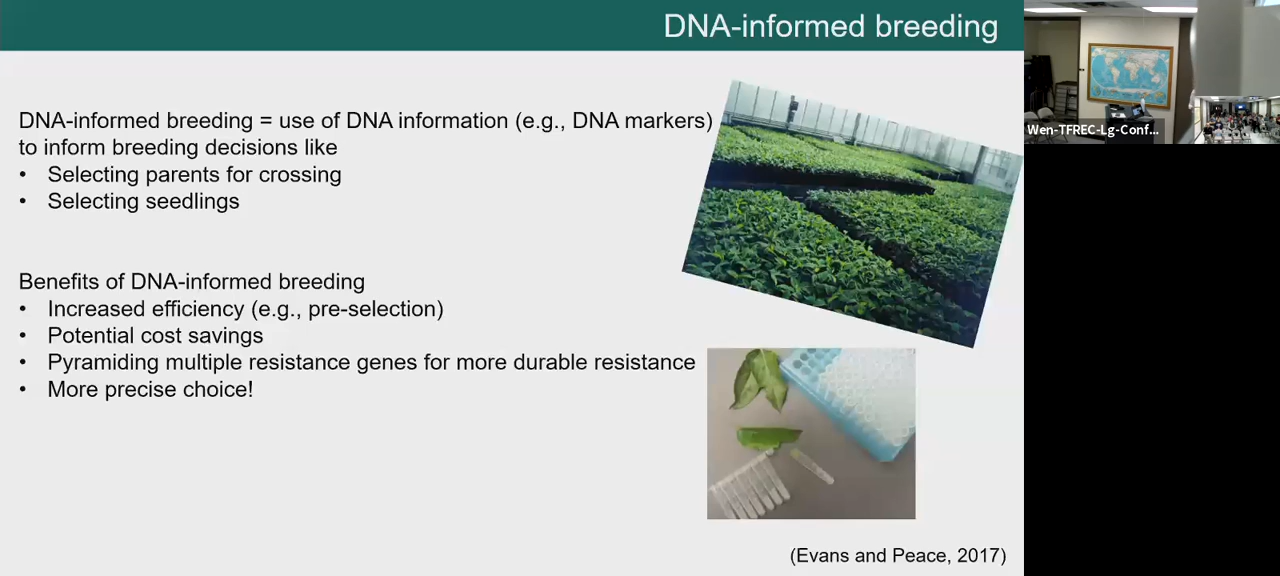 DNA-informed breeding
DNA-informed breeding = use of DNA information (e.g., DNA markers)
to inform breeding decisions like
• Selecting parents for crossing
• Selecting seedlings
Benefits of DNA-informed breeding
• Increased efficiency (e.g., pre-selection)
• Potential cost savings
• Pyramiding multiple resistance genes for more durable resistance
• More precise choice!
(Evans and Peace, 2017)
Wen-TFREC-Lg-Conf...